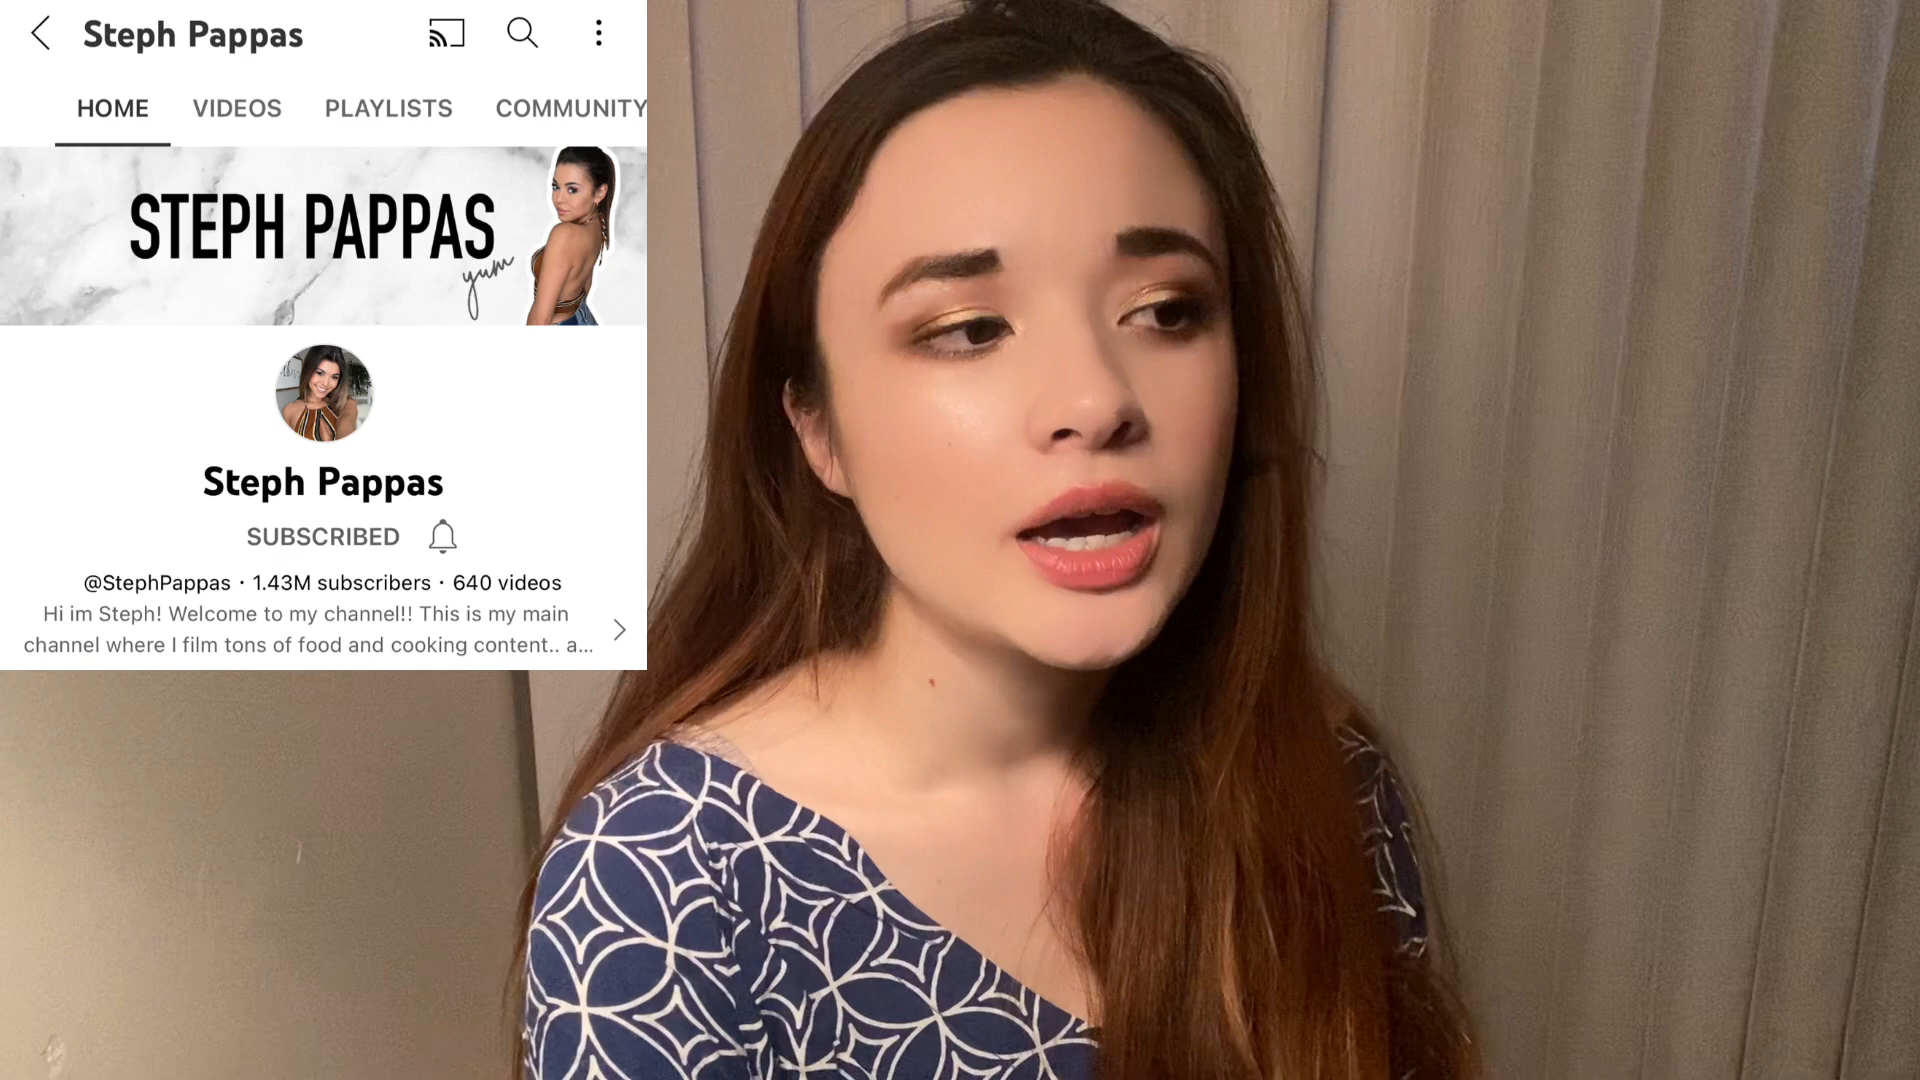 Steph Pappas
HOME VIDEOS PLAYLISTS COMMUNITY
STEPH PAPPAS
yum
Steph Pappas
SUBSCRIBED
@StephPappas · 1.43M subscribers · 640 videos
Hi im Steph! Welcome to my channel!! This is my main
channel where I film tons of food and cooking content.. a...